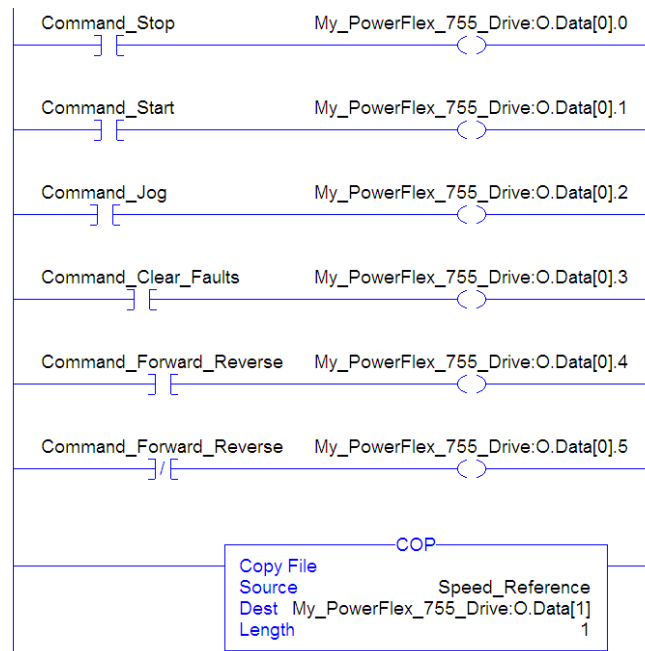 Command_Stop My_PowerFlex_755_Drive:O.Data[0].0
Command_Start My_PowerFlex_755_Drive:O.Data[0].1
Command_Jog My_PowerFlex_755_Drive:O.Data[0].2
Command_Clear_Faults My_PowerFlex_755_Drive:O.Data[0].3
Command_Forward_Reverse My_PowerFlex_755_Drive:O.Data[0].4
Command_Forward_Reverse My_PowerFlex_755_Drive:O.Data[0].5
COP
Copy File
Source Speed_Reference
Dest My_PowerFlex_755_Drive:O.Data[1]
Length 1